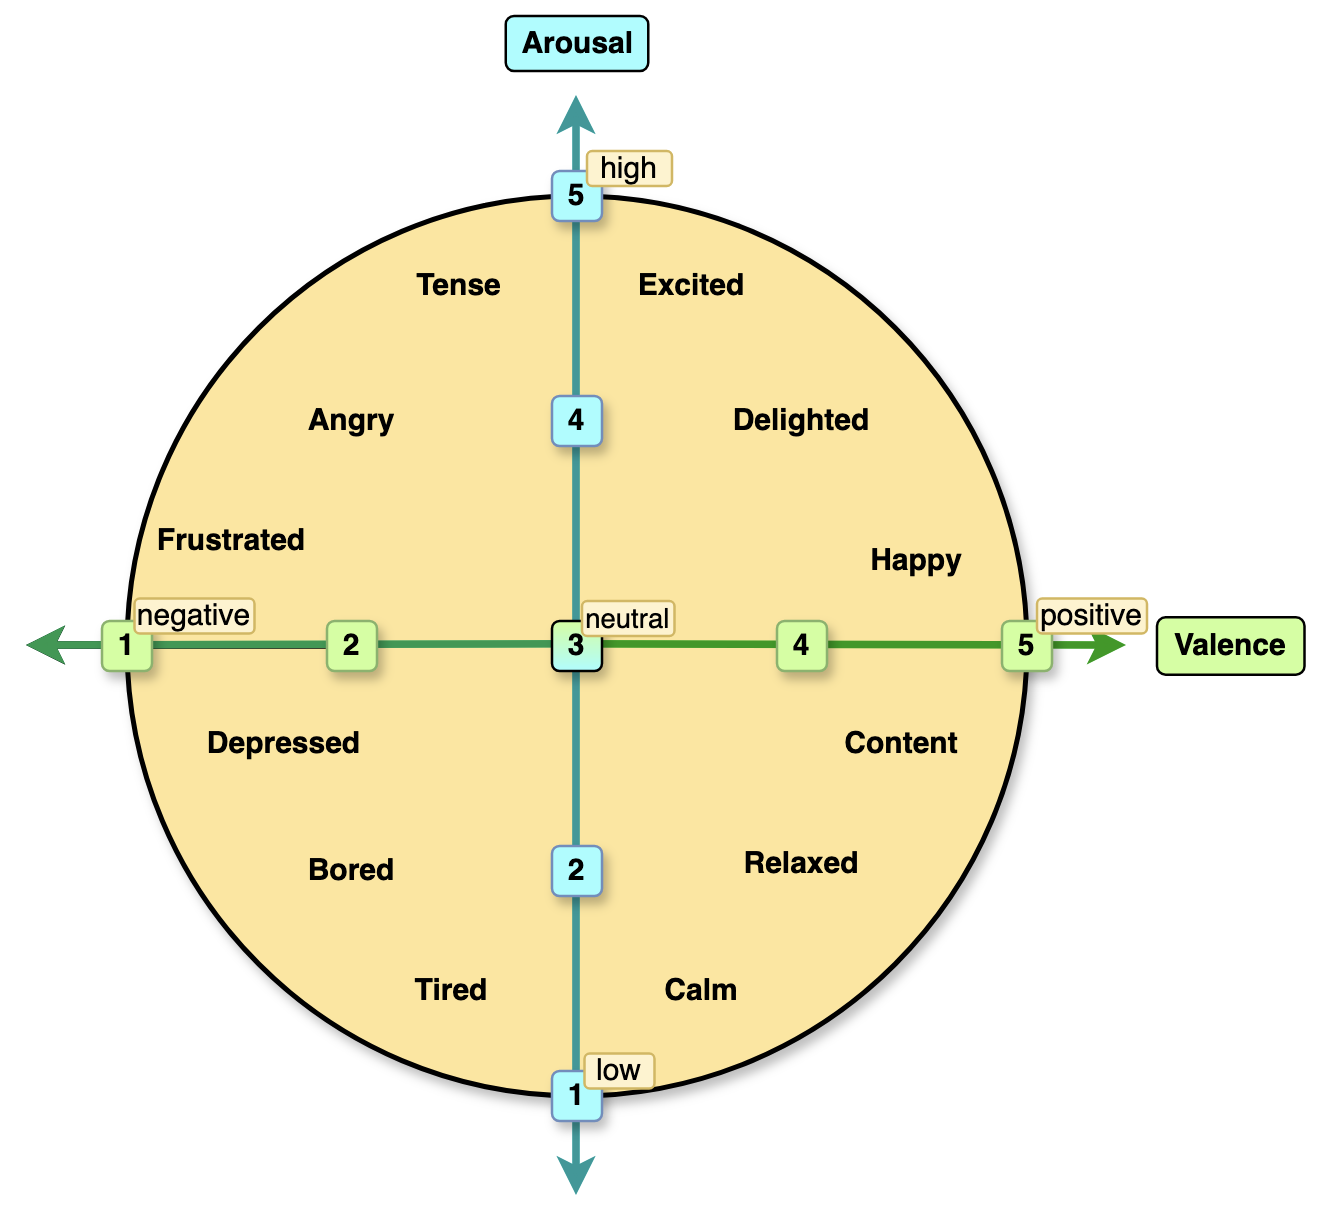 Arousal
high
5
Tense
Excited
4
Angry
Delighted
Frustrated
Happy
negative
neutral
positive
1
2
3
4
5
Valence
Depressed
Content
Bored
2
Relaxed
Tired
Calm
low
1